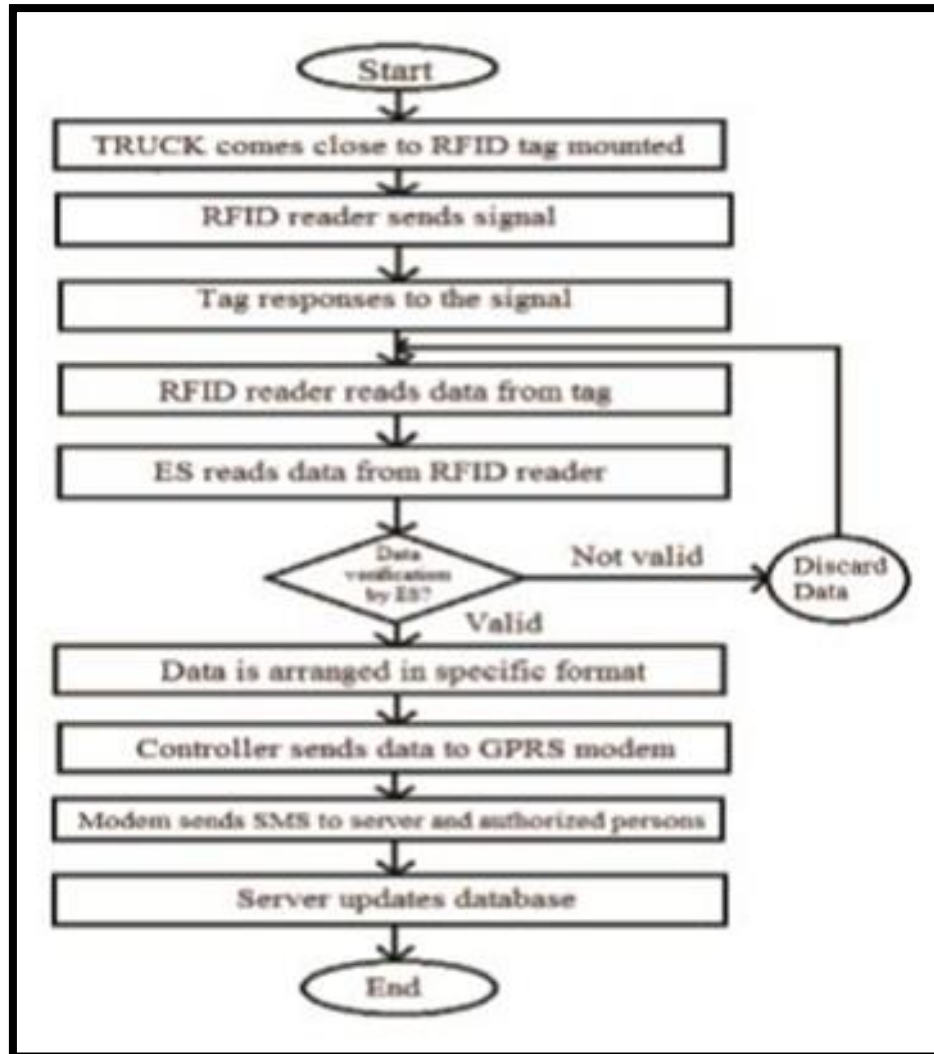 Start
TRUCK comes close to RFID tag mounted
RFID reader sends signal
Tag responses to the signal
RFID reader reads data from tag
ES reads data from RFID reader
Data
verification
by ES?
Not valid
Discard
Data
Valid
Data is arranged in specific format
Controller sends data to GPRS modem
Modem sends SMS to server and authorized persons
Server updates database
End